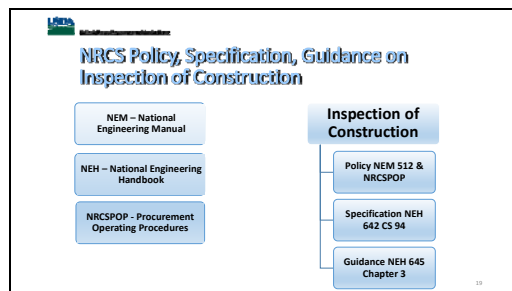 USDA
NRCS Policy, Specification, Guidance on
Inspection of Construction
NEM – National
Engineering Manual
NEH – National Engineering
Handbook
NRCSPOP - Procurement
Operating Procedures
Inspection of
Construction
Policy NEM 512 &
NRCSPOP
Specification NEH
642 CS 94
Guidance NEH 645
Chapter 3
19